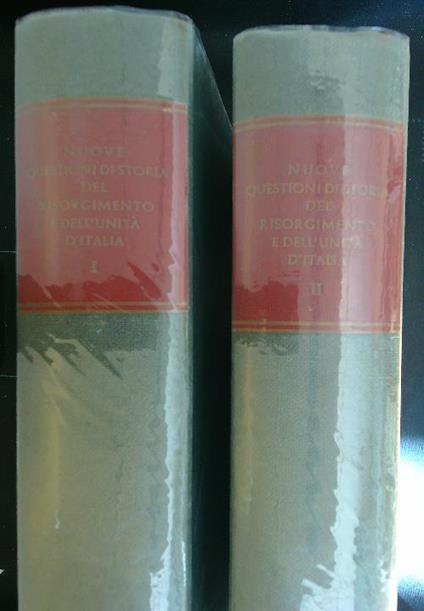 NUOVE
QUESTIONI DI STORIA
DEL
RISORGIMENTO
E DELL'UNITÀ
D'ITALIA
I
NUOVE
QUESTIONI DI STORIA
DEL
RISORGIMENTO
E DELL'UNITÀ
D'ITALIA
II